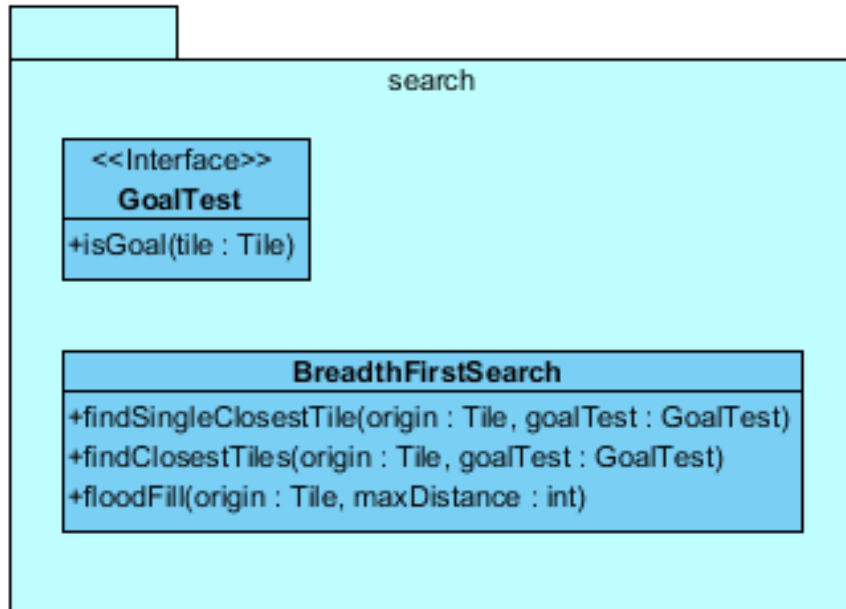 search
<<Interface>>
GoalTest
+isGoal(tile : Tile)
BreadthFirstSearch
+findSingleClosestTile(origin : Tile, goalTest : GoalTest)
+findClosestTiles(origin : Tile, goalTest : GoalTest)
+floodFill(origin : Tile, maxDistance : int)